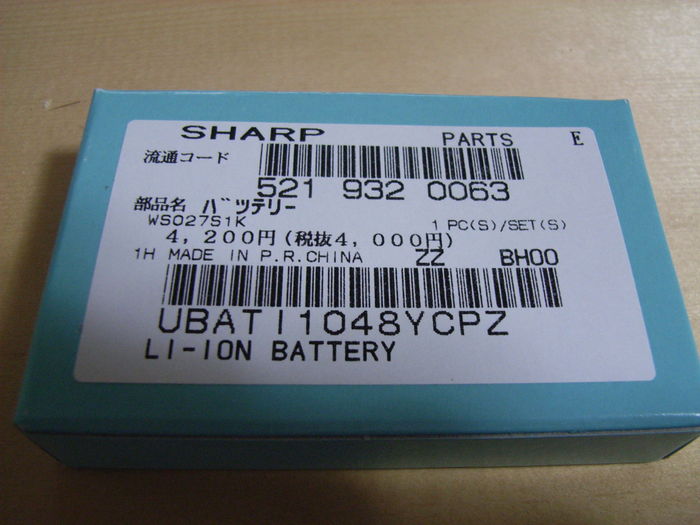 SHARP PARTS E
流通コード
521 932 0063
部品名 バッテリー
WS027S1K 1 PC(S)/SET(S)
4,200円(税抜4,000円)
1H MADE IN P.R.CHINA ZZ BH00
UBATI1048YCPZ
LI-ION BATTERY